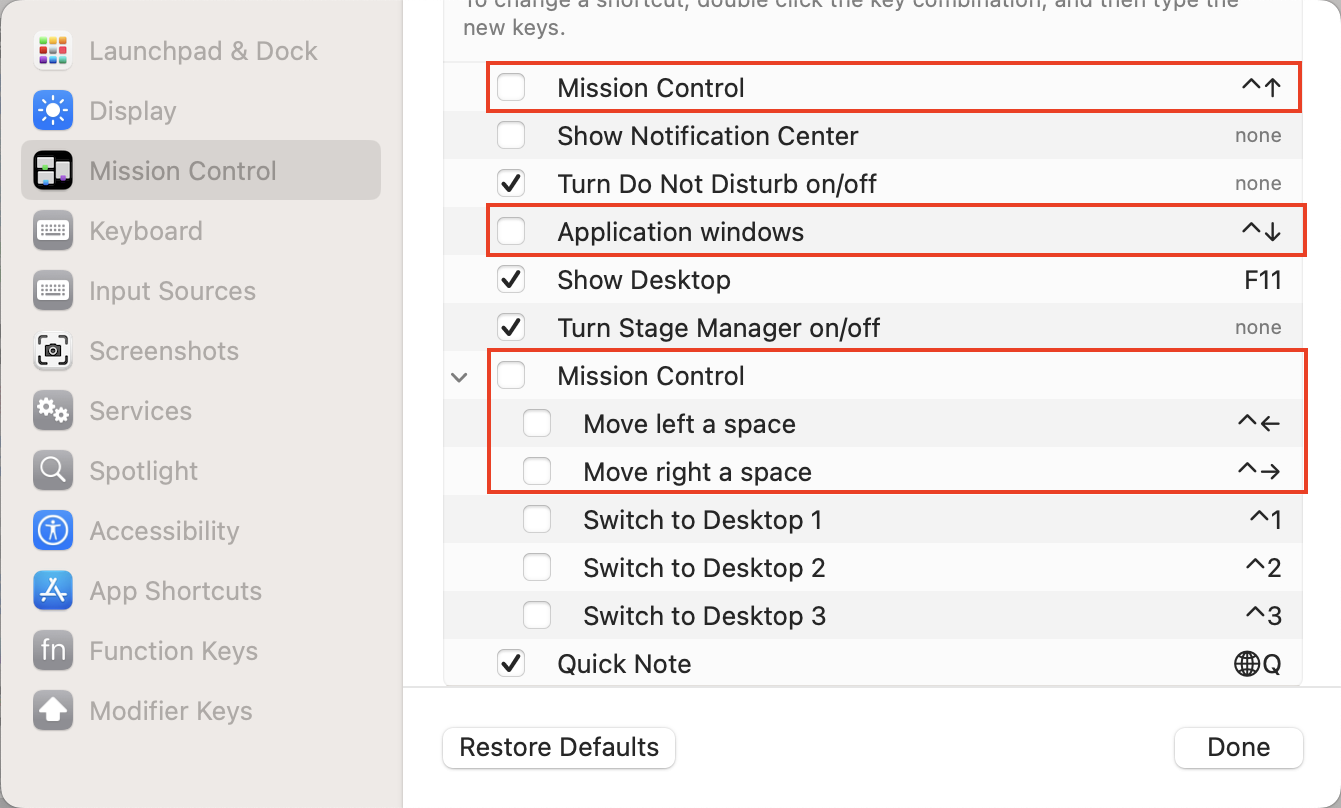 Launchpad & Dock
Display
Mission Control
Keyboard
Input Sources
Screenshots
Services
Spotlight
Accessibility
App Shortcuts
fn Function Keys
Modifier Keys
To change a shortcut, double click the key combination, and then type the
new keys.
Mission Control ^↑
Show Notification Center none
Turn Do Not Disturb on/off none
Application windows ^↓
Show Desktop F11
Turn Stage Manager on/off none
Mission Control
Move left a space ^←
Move right a space ^→
Switch to Desktop 1 ^1
Switch to Desktop 2 ^2
Switch to Desktop 3 ^3
Quick Note 🌐Q
Restore Defaults
Done